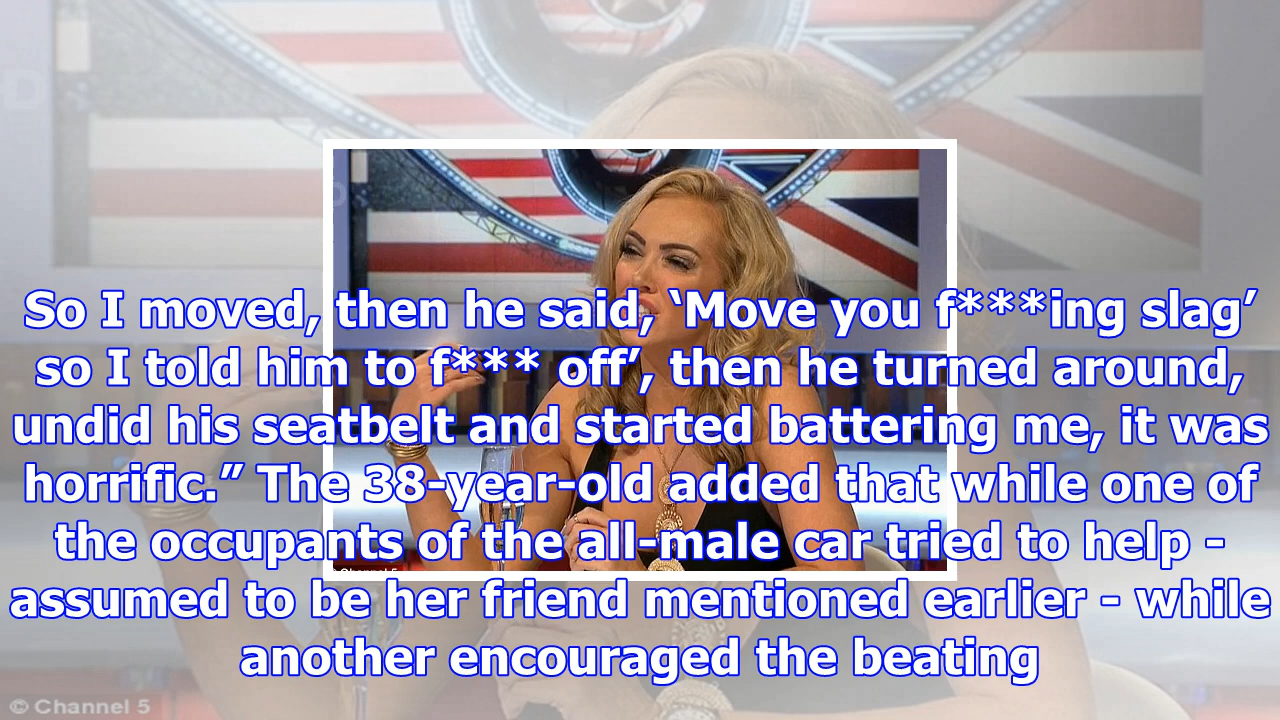 So I moved, then he said, ‘Move you f***ing slag’
so I told him to f*** off’, then he turned around,
undid his seatbelt and started battering me, it was
horrific.” The 38-year-old added that while one of
the occupants of the all-male car tried to help -
assumed to be her friend mentioned earlier - while
another encouraged the beating
© Channel 5